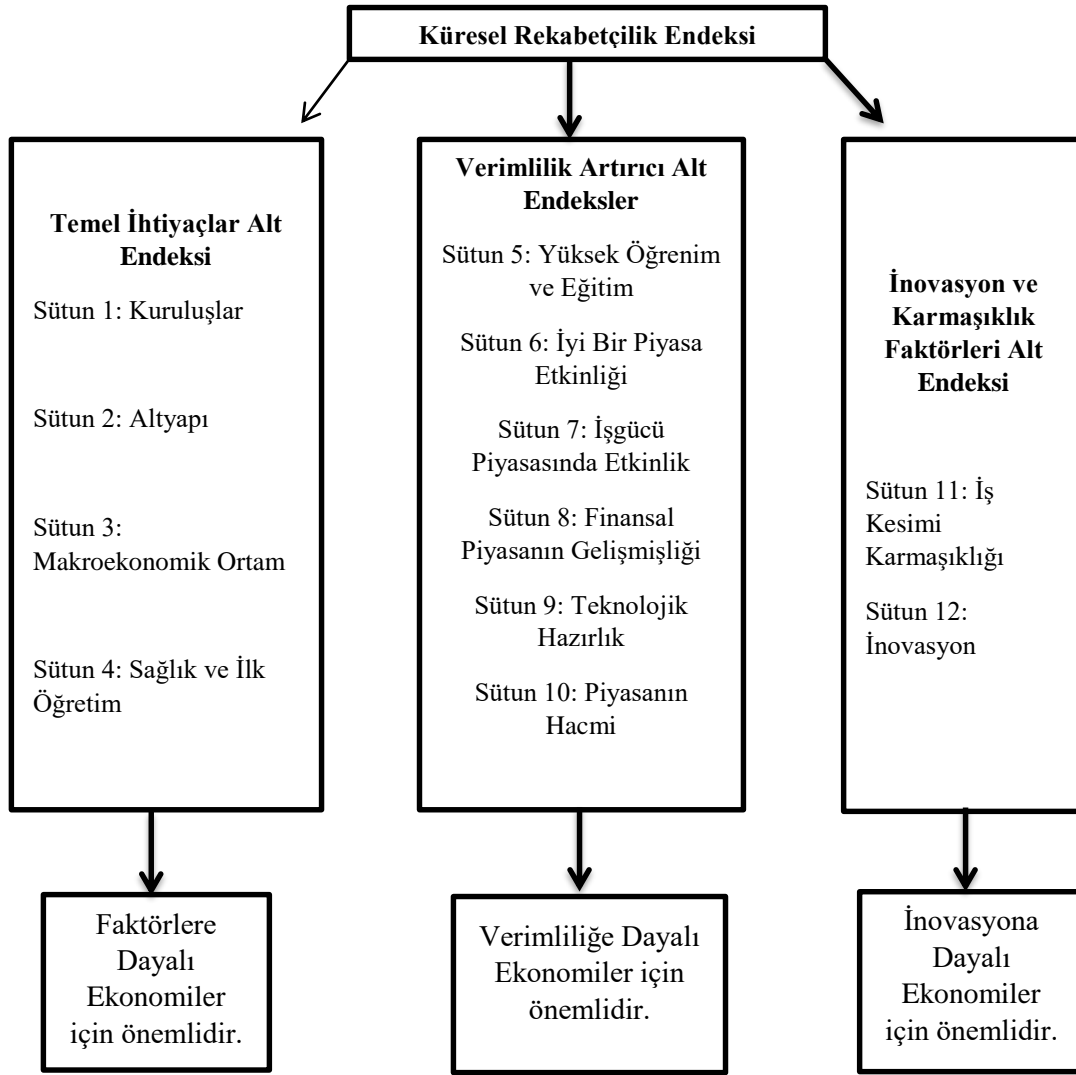 Küresel Rekabetçilik Endeksi
Temel İhtiyaçlar Alt
Endeksi
Sütun 1: Kuruluşlar
Sütun 2: Altyapı
Sütun 3:
Makroekonomik Ortam
Sütun 4: Sağlık ve İlk
Öğretim
Verimlilik Artırıcı Alt
Endeksler
Sütun 5: Yüksek Öğrenim
ve Eğitim
Sütun 6: İyi Bir Piyasa
Etkinliği
Sütun 7: İşgücü
Piyasasında Etkinlik
Sütun 8: Finansal
Piyasanın Gelişmişliği
Sütun 9: Teknolojik
Hazırlık
Sütun 10: Piyasanın
Hacmi
İnovasyon ve
Karmaşıklık
Faktörleri Alt
Endeksi
Sütun 11: İş
Kesimi
Karmaşıklığı
Sütun 12:
İnovasyon
Faktörlere
Dayalı
Ekonomiler
için önemlidir.
Verimliliğe Dayalı
Ekonomiler için
önemlidir.
İnovasyona
Dayalı
Ekonomiler
için önemlidir.